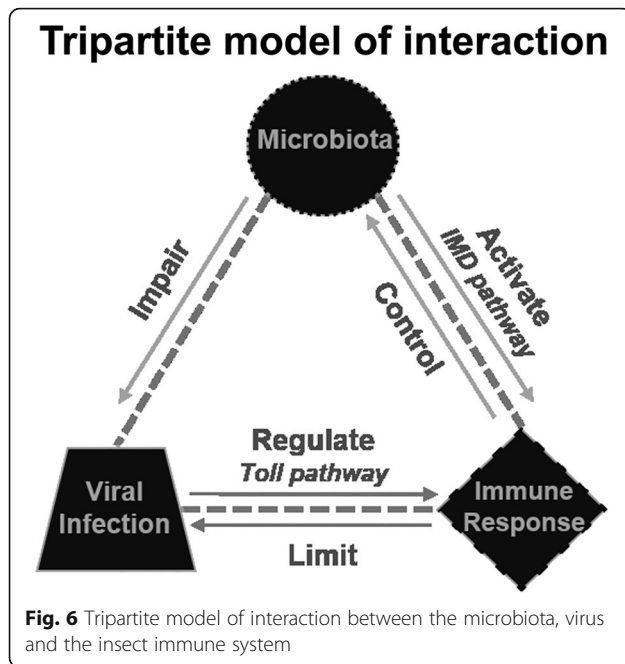 Tripartite model of interaction
Microbiota
Impair
Activate
IMD pathway
Control
Regulate
Toll pathway
Viral
Infection
Immune
Response
Limit
Fig. 6 Tripartite model of interaction between the microbiota, virus
and the insect immune system